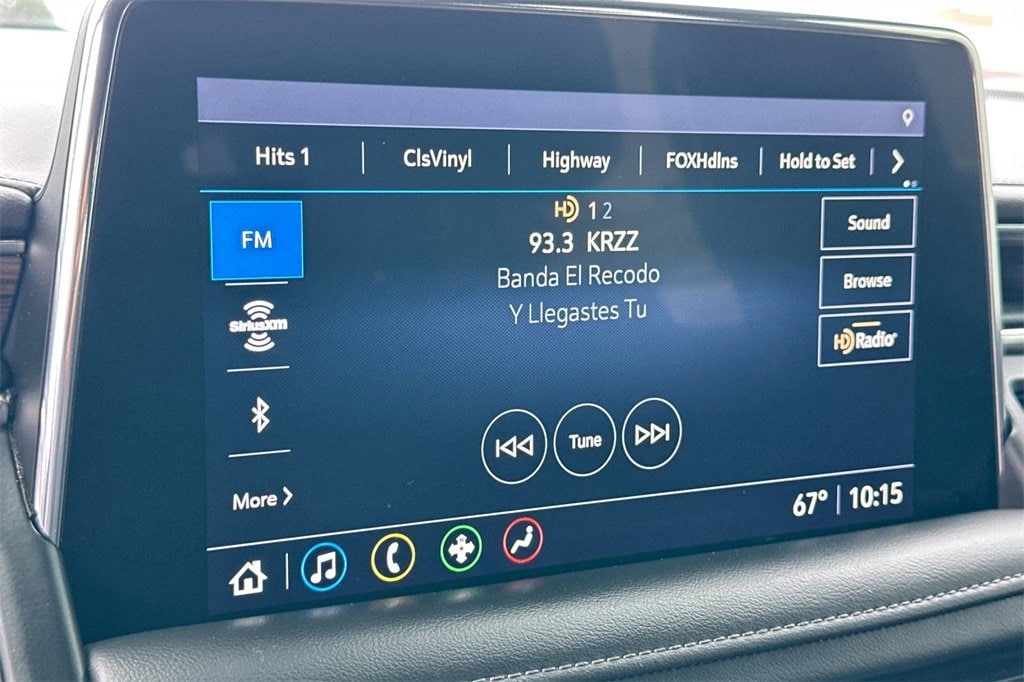 Hits 1 ClsVinyl Highway FOXHdlns Hold to Set
FM
HD 1 2
93.3 KRZZ
Banda El Recodo
Y Llegastes Tu
Sound
Browse
HD Radio
SiriusXM
Tune
More
67° 10:15